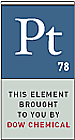 Pt
78
THIS ELEMENT
BROUGHT
TO YOU BY
DOW CHEMICAL